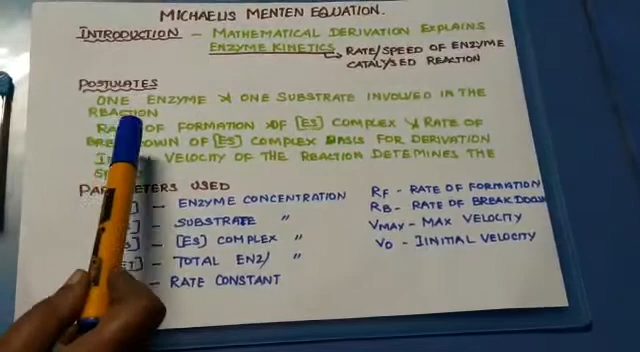 MICHAELIS MENTEN EQUATION.
INTRODUCTION - MATHEMATICAL DERIVATION EXPLAINS
ENZYME KINETICS → RATE/SPEED OF ENZYME
CATALYSED REACTION
POSTULATES
ONE ENZYME & ONE SUBSTRATE INVOLVED IN THE
REACTION
OF FORMATION OF [ES] COMPLEX & RATE OF
OF [ES] COMPLEX BASIS FOR DERIVATION
VELOCITY OF THE REACTION DETEMINES THE
USED
- ENZYME CONCENTRATION
- SUBSTRATE "
- [ES] COMPLEX "
- TOTAL ENZ/ "
- RATE CONSTANT
RF - RATE OF FORMATION
RB - RATE OF BREAK DOWN
VMAX - MAX VELOCITY
VO - IINITIAL VELOCITY